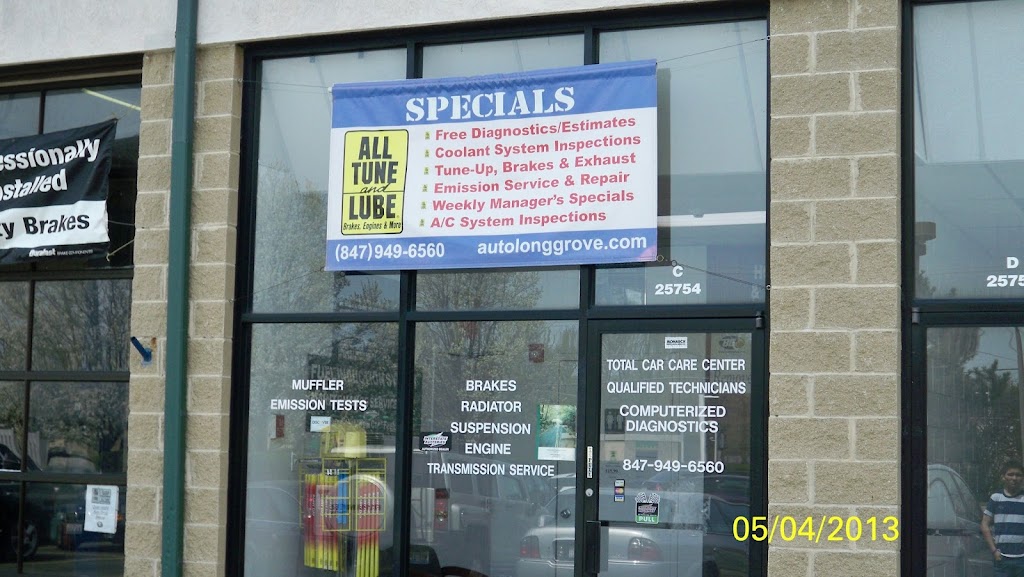 SPECIALS
ALL
TUNE
and
LUBE
Brakes, Engines & More
Free Diagnostics/Estimates
Coolant System Inspections
Tune-Up, Brakes & Exhaust
Emission Service & Repair
Weekly Manager's Specials
A/C System Inspections
(847) 949-6560 autolonggrove.com
essionally
nstalled
ty Brakes
Durafast
C
25754
D
2575
MUFFLER
EMISSION TESTS
BRAKES
RADIATOR
SUSPENSION
ENGINE
TRANSMISSION SERVICE
TOTAL CAR CARE CENTER
QUALIFIED TECHNICIANS
COMPUTERIZED
DIAGNOSTICS
847-949-6560
PULL
05/04/2013